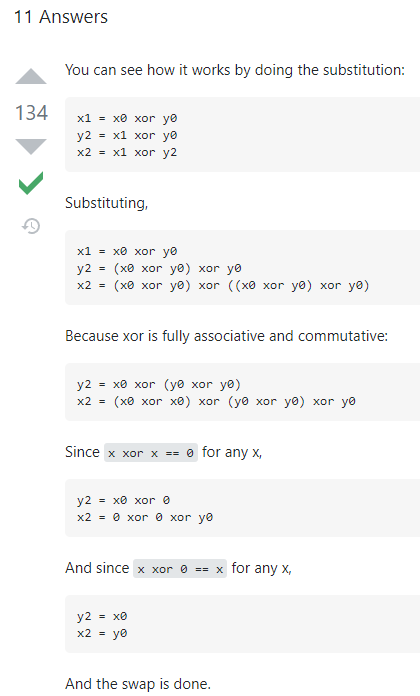 11 Answers
You can see how it works by doing the substitution:
134
x1 = x0 xor y0
y2 = x1 xor y0
x2 = x1 xor y2
Substituting,
x1 = x0 xor y0
y2 = (x0 xor y0) xor y0
x2 = (x0 xor y0) xor ((x0 xor y0) xor y0)
Because xor is fully associative and commutative:
y2 = x0 xor (y0 xor y0)
x2 = (x0 xor x0) xor (y0 xor y0) xor y0
Since x xor x == 0 for any x,
y2 = x0 xor 0
x2 = 0 xor 0 xor y0
And since x xor 0 == x for any x,
y2 = x0
x2 = y0
And the swap is done.